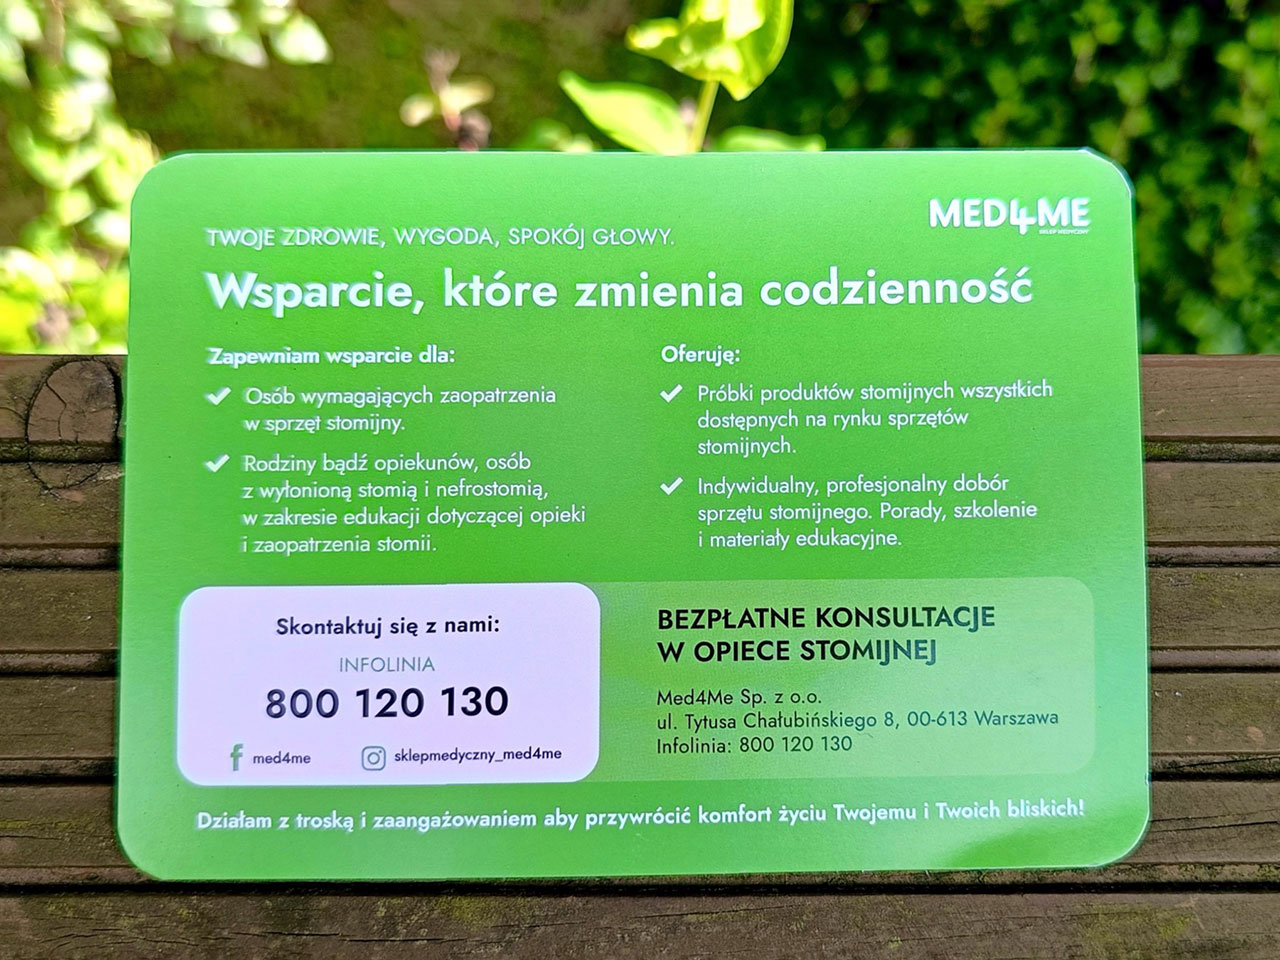 MED4ME
SKLEP MEDYCZNY
TWOJE ZDROWIE, WYGODA, SPOKÓJ GŁOWY.
Wsparcie, które zmienia codzienność
Zapewniam wsparcie dla:
Osób wymagających zaopatrzenia
w sprzęt stomijny.
Rodziny bądź opiekunów, osób
z wyłonioną stomią i nefrostomią,
w zakresie edukacji dotyczącej opieki
i zaopatrzenia stomii.
Oferuję:
Próbki produktów stomijnych wszystkich
dostępnych na rynku sprzętów
stomijnych.
Indywidualny, profesjonalny dobór
sprzętu stomijnego. Porady, szkolenie
i materiały edukacyjne.
Skontaktuj się z nami:
INFOLINIA
800 120 130
med4me
sklepmedyczny_med4me
BEZPŁATNE KONSULTACJE
W OPIECE STOMIJNEJ
Med4Me Sp. z o.o.
ul. Tytusa Chałubińskiego 8, 00-613 Warszawa
Infolinia: 800 120 130
Działam z troską i zaangażowaniem aby przywrócić komfort życiu Twojemu i Twoich bliskich!